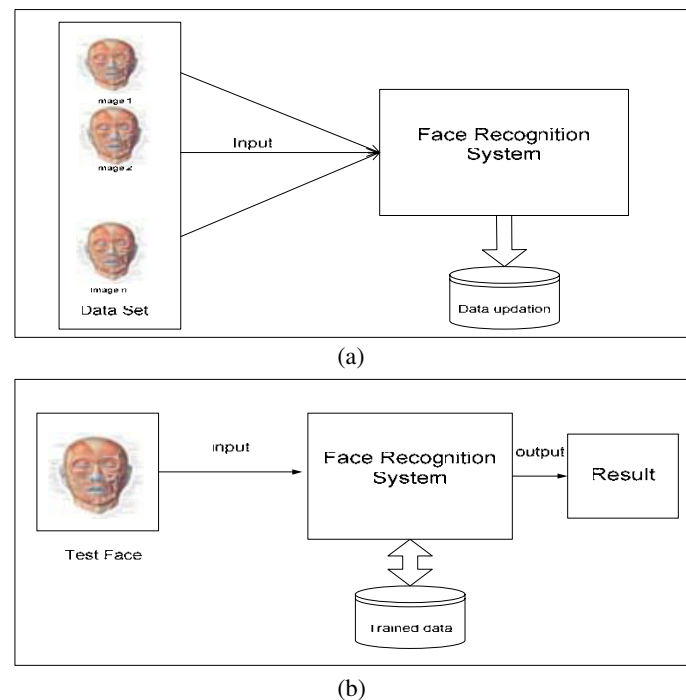 mage 1
Input
mage 2
Image n
Data Set
Face Recognition
System
Data updation
(a)
input
Test Face
Face Recognition
System
output
Result
Trained data
(b)